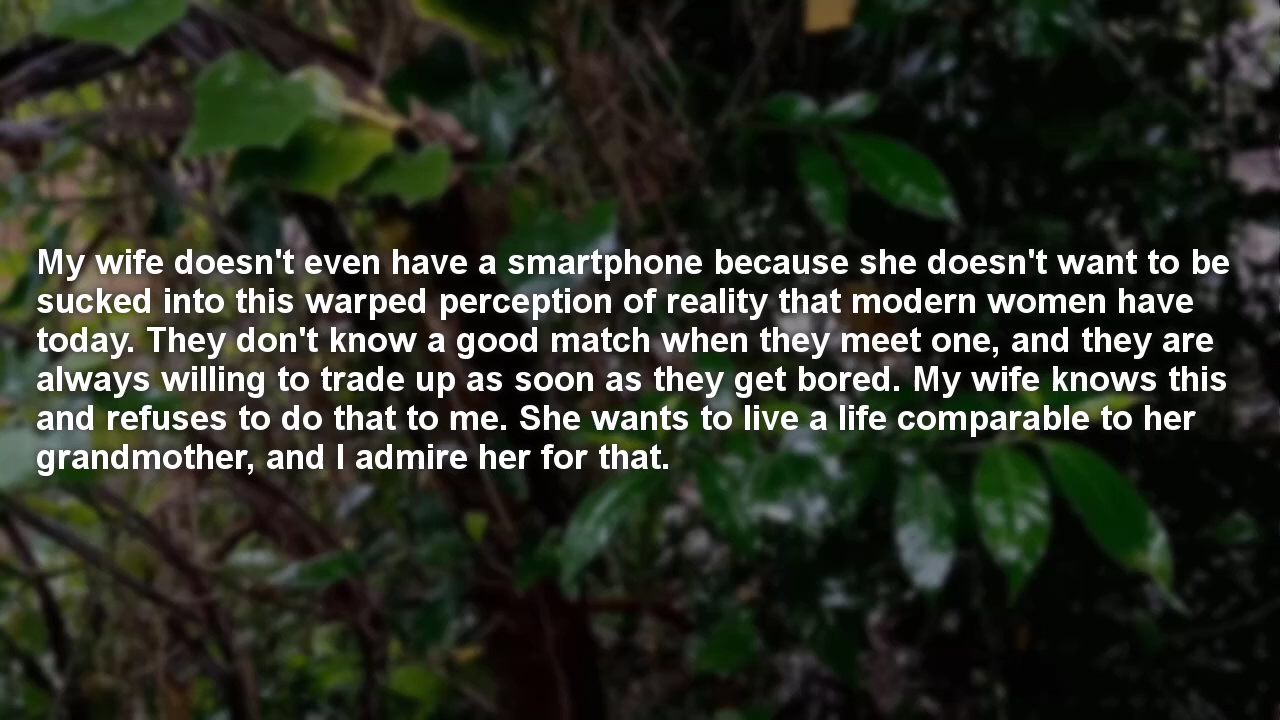 My wife doesn't even have a smartphone because she doesn't want to be
sucked into this warped perception of reality that modern women have
today. They don't know a good match when they meet one, and they are
always willing to trade up as soon as they get bored. My wife knows this
and refuses to do that to me. She wants to live a life comparable to her
grandmother, and I admire her for that.